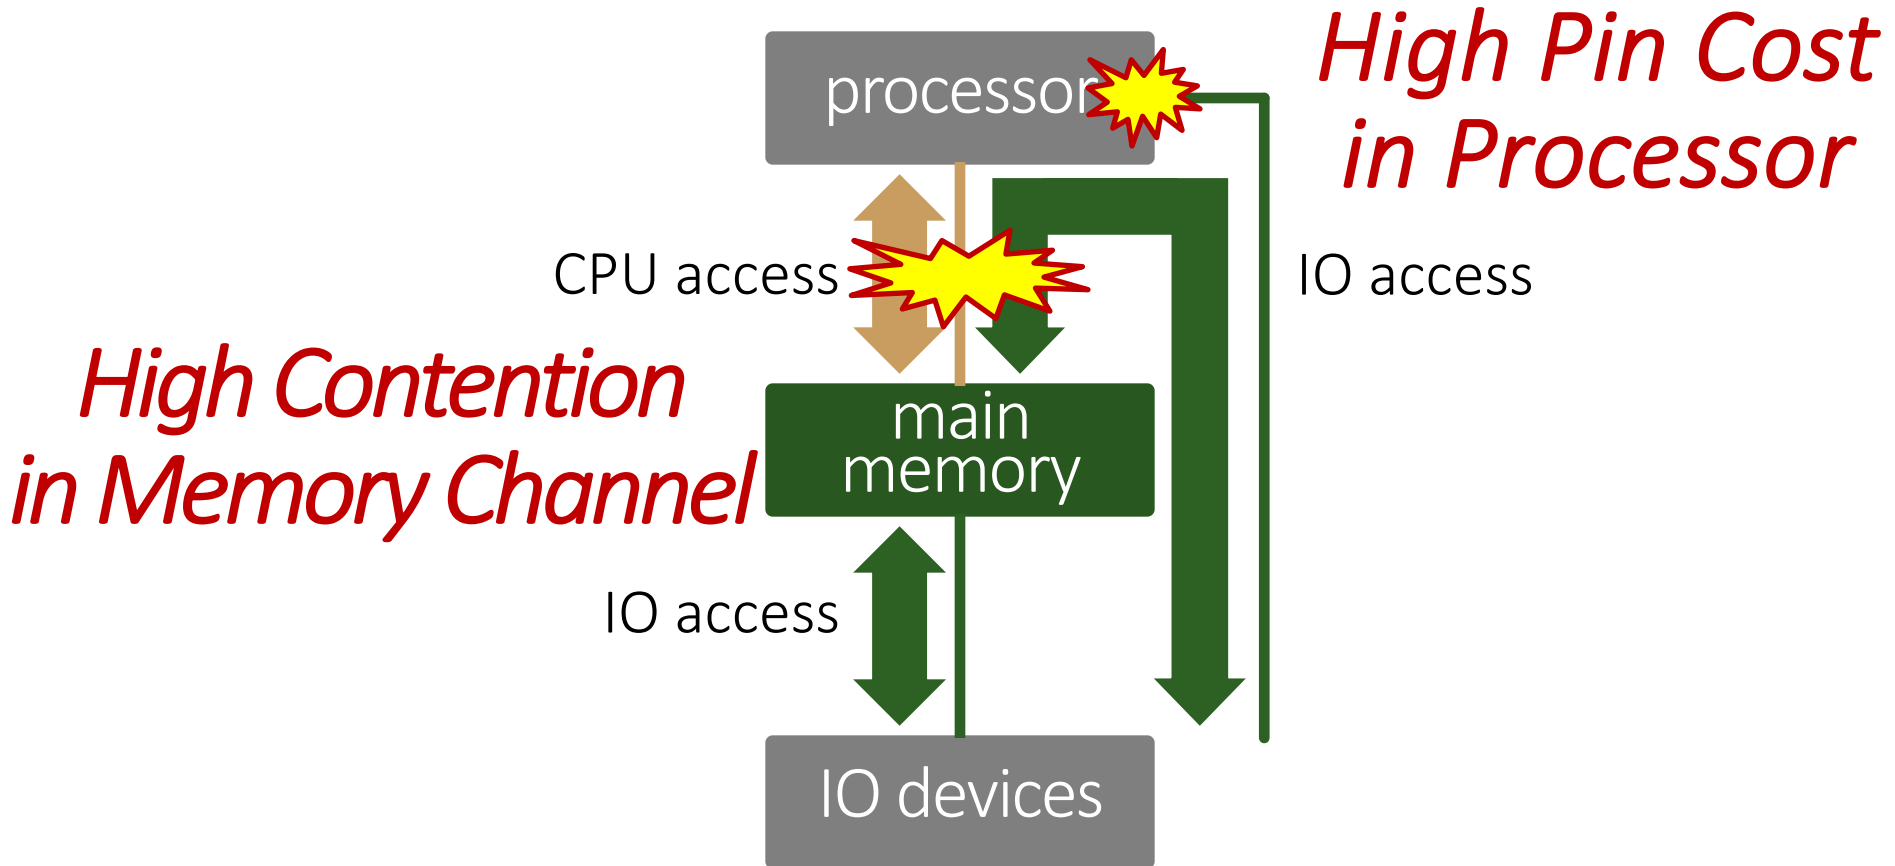 High Pin Cost
in Processor
processor
CPU access
IO access
High Contention
in Memory Channel
main
memory
IO access
IO devices